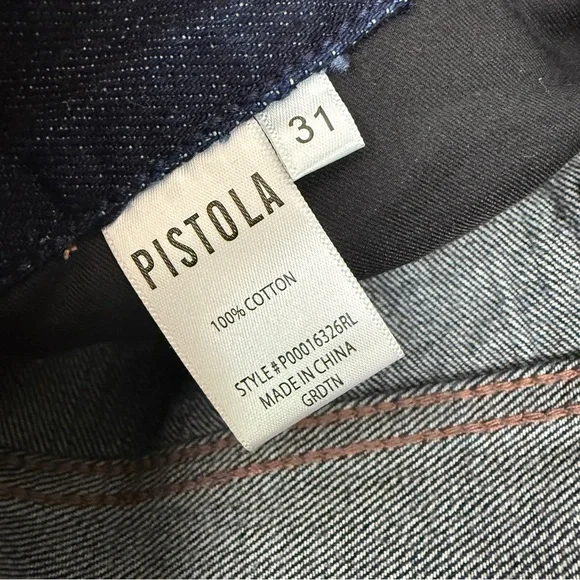 31
PISTOLA
100% COTTON
STYLE#P00016326RL
MADE IN CHINA
GRDTN